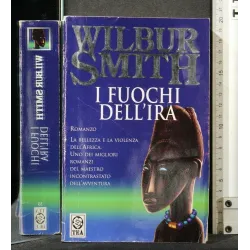 WILBUR
SMITH
I FUOCHI
DELL'IRA
ROMANZO
LA BELLEZZA E LA VIOLENZA
DELL'AFRICA.
UNO DEI MIGLIORI
ROMANZI
DEL MAESTRO
INCONTRASTATO
DELL'AVVENTURA
TEA
WILBUR SMITH
I FUOCHI
DELL'IRA
TEA